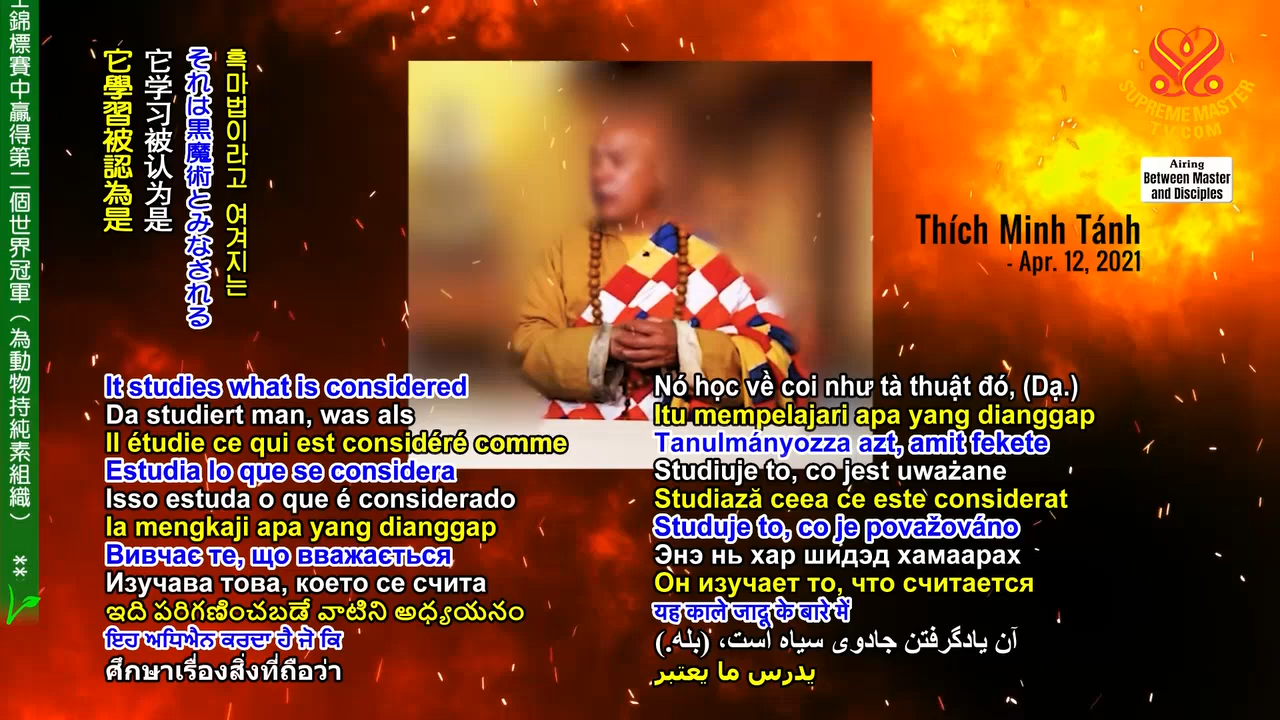 王錦標賽中贏得第二個世界冠軍（為動物持純素組織） **
它學習被認為是
它学习被认为是
それは黒魔術とみなされる
흑마법이라고 여겨지는
SUPREME MASTER
TV.COM
Airing
Between Master
and Disciples
Thích Minh Tánh
- Apr. 12, 2021
It studies what is considered
Da studiert man, was als
Il étudie ce qui est considéré comme
Estudia lo que se considera
Isso estuda o que é considerado
Ia mengkaji apa yang dianggap
Вивчає те, що вважається
Изучава това, което се счита
ఇది పరిగణించబడే వాటిని అధ్యయనం
ਇਹ ਅਧਿਐਨ ਕਰਦਾ ਹੈ ਜੋ ਕਿ
ศึกษาเรื่องสิ่งที่ถือว่า
Nó học về coi như tà thuật đó, (Dạ.)
Itu mempelajari apa yang dianggap
Tanulmányozza azt, amit fekete
Studiuje to, co jest uważane
Studiază ceea ce este considerat
Studuje to, co je považováno
Энэ нь хар шидэд хамаарах
Он изучает то, что считается
यह काले जादू के बारे में
آن یادگرفتن جادوی سیاه است، (بله.)
يدرس ما يعتبر